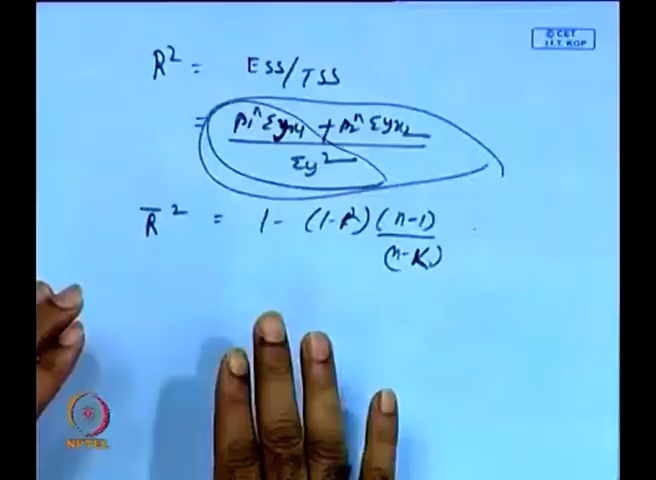 © CET
I.I.T. KGP
R² = ESS/TSS
= β₁^ Σyx₁ + β₂^ Σyx₂
Σy²
R̅² = 1 - (1-R²) (n-1)
(n-K)
NPTEL